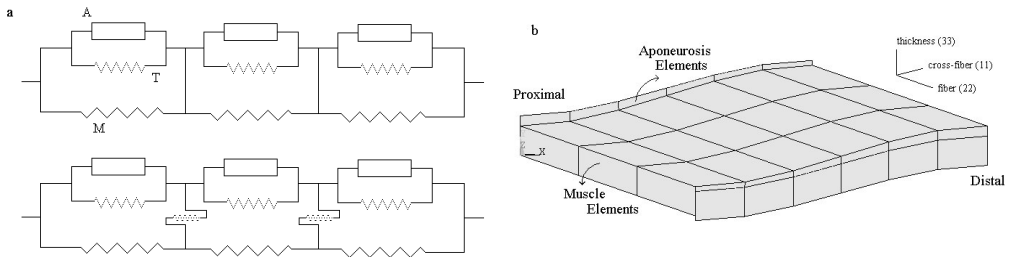 a
A
T
M
b
Aponeurosis
Elements
Proximal
thickness (33)
cross-fiber (11)
fiber (22)
X
Muscle
Elements
Distal